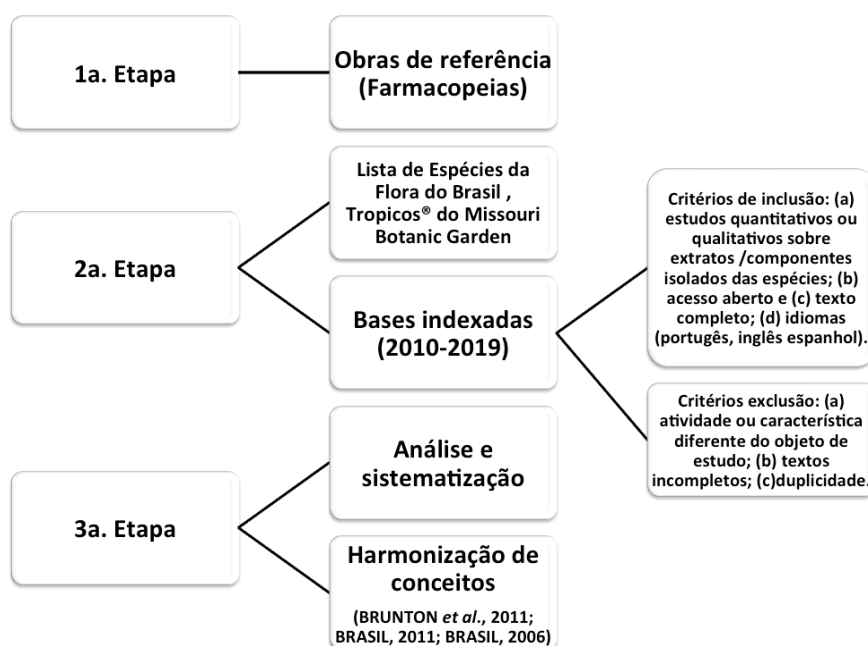 1a. Etapa
Obras de referência
(Farmacopeias)
2a. Etapa
Lista de Espécies da
Flora do Brasil ,
Tropicos® do Missouri
Botanic Garden
Bases indexadas
(2010-2019)
Critérios de inclusão: (a)
estudos quantitativos ou
qualitativos sobre
extratos /componentes
isolados das espécies; (b)
acesso aberto e (c) texto
completo; (d) idiomas
(portugês, inglês espanhol).
Critérios exclusão: (a)
atividade ou característica
diferente do objeto de
estudo; (b) textos
incompletos; (c)duplicidade.
3a. Etapa
Análise e
sistematização
Harmonização de
conceitos
(BRUNTON et al., 2011;
BRASIL, 2011; BRASIL, 2006)